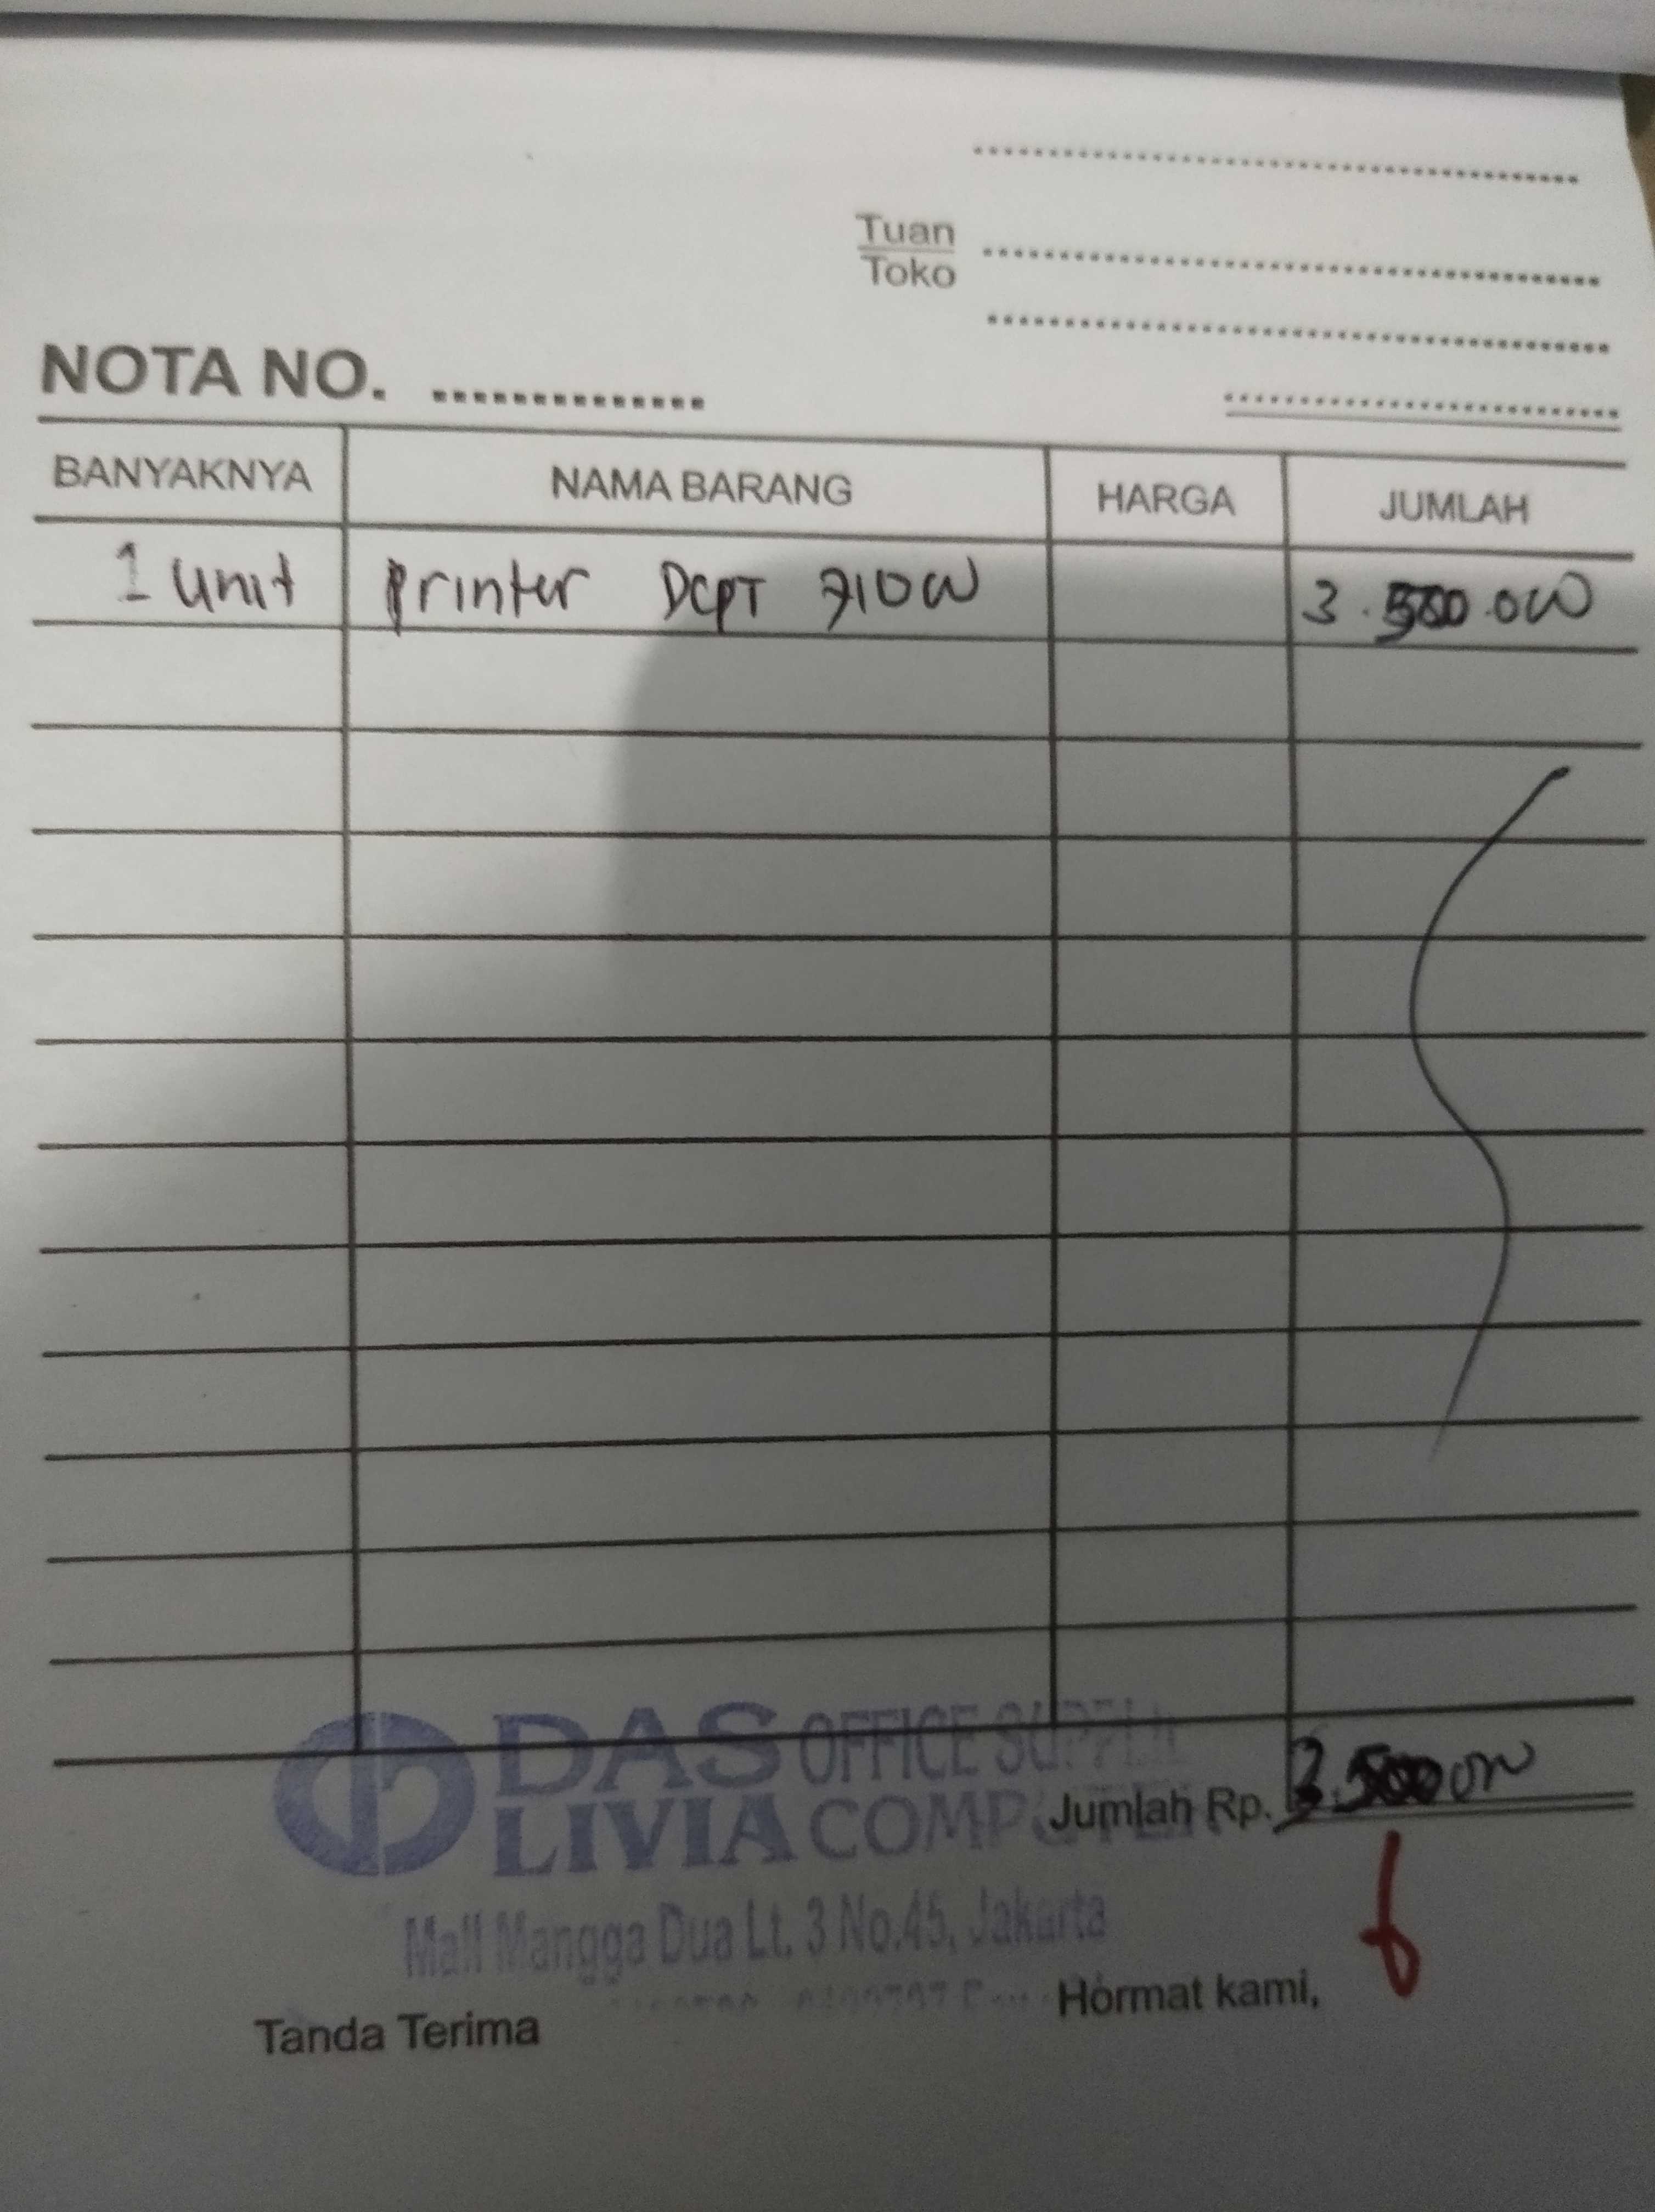 Tuan
Toko
NOTA NO.
BANYAKNYA NAMA BARANG HARGA JUMLAH
1 unit Printer DCPT 710W 3.500.000
DAS OFFICE
LIVIA COMPUTER
Jumlah Rp. 3.500.000
Mall Mangga Dua Lt. 3 No.45, Jakarta
Tanda Terima Hormat kami,